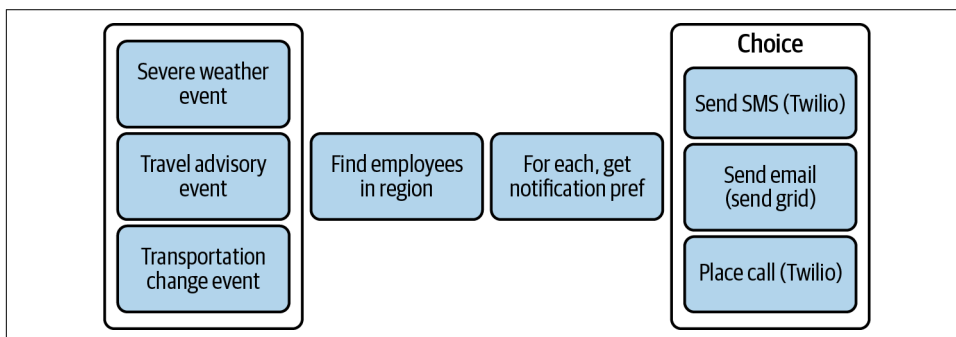 Severe weather
event
Travel advisory
event
Transportation
change event
Find employees
in region
For each, get
notification pref
Choice
Send SMS (Twilio)
Send email
(send grid)
Place call (Twilio)